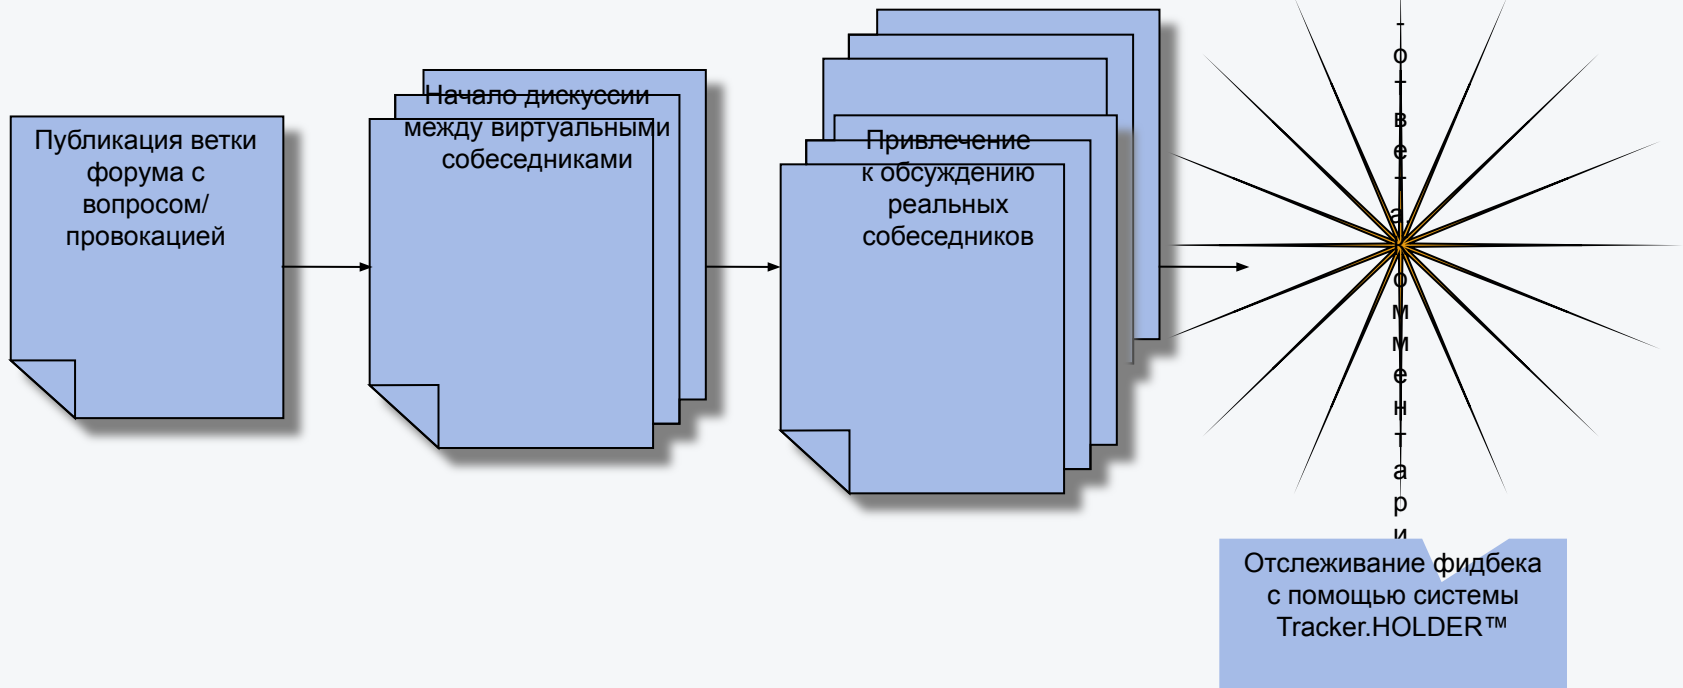 Публикация ветки
форума с
вопросом/
провокацией
Начало дискуссии
между виртуальными
собеседниками
Привлечение
к обсуждению
реальных
собеседников
-
о
т
в
е
т
а
о
м
м
е
н
т
а
р
и
Отслеживание фидбека
с помощью системы
Tracker.HOLDER™